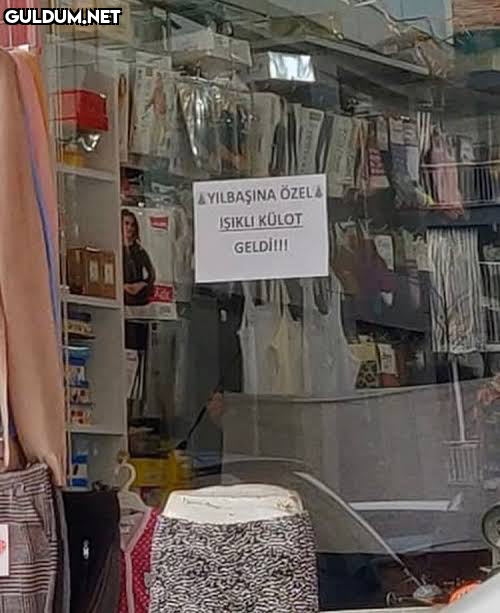 GULDUM.NET
🎄YILBAŞINA ÖZEL🎄
IŞIKLI KÜLOT
GELDİ!!!